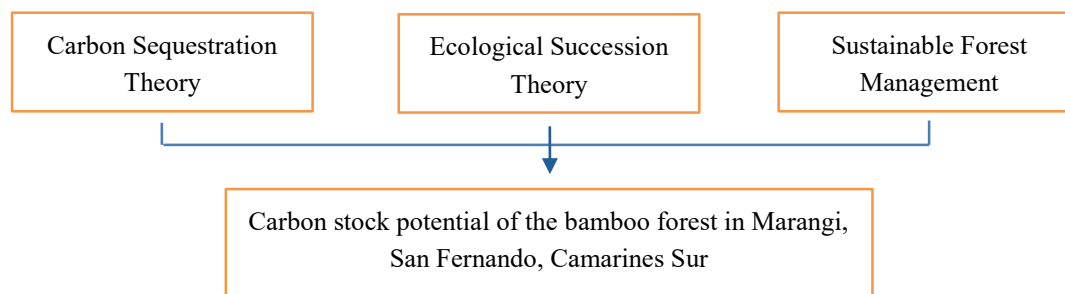 Carbon Sequestration
Theory
Ecological Succession
Theory
Sustainable Forest
Management
Carbon stock potential of the bamboo forest in Marangi,
San Fernando, Camarines Sur